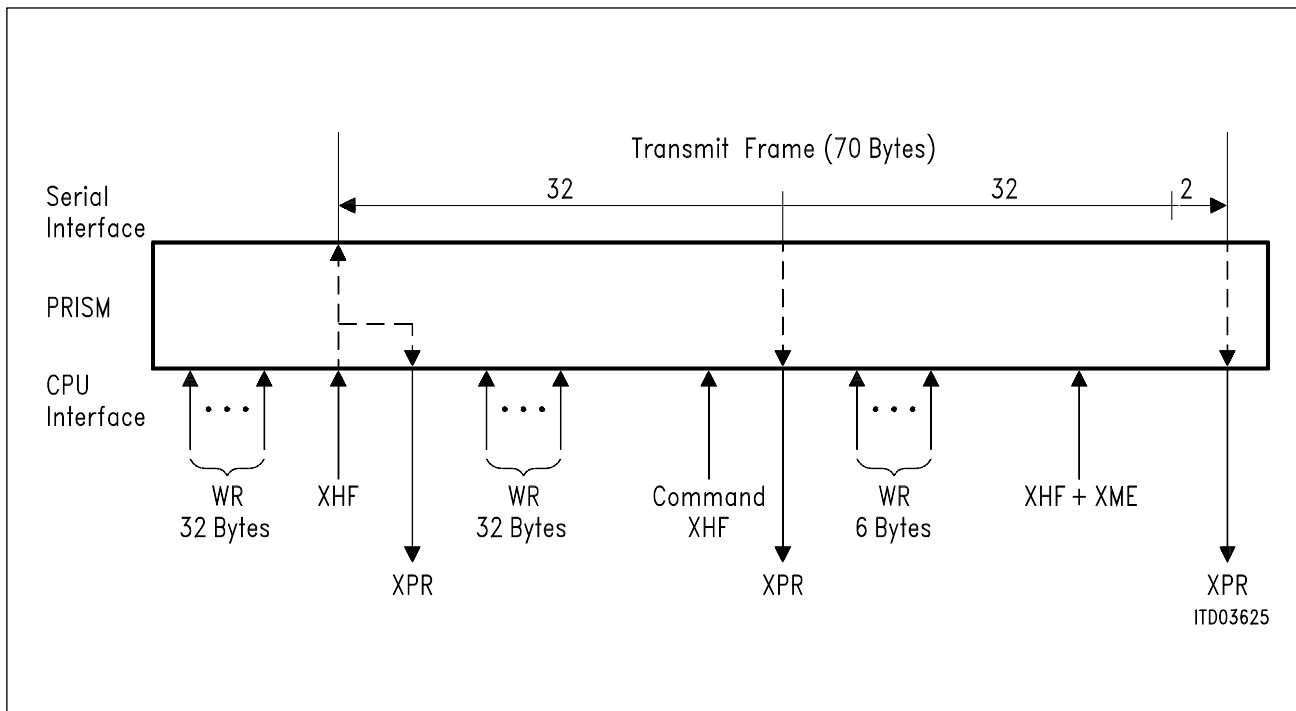 Transmit Frame (70 Bytes)
32
32
2
Serial
Interface
PRISM
CPU
Interface
WR
32 Bytes
XHF
WR
32 Bytes
Command
XHF
WR
6 Bytes
XHF + XME
XPR
XPR
XPR
ITD03625